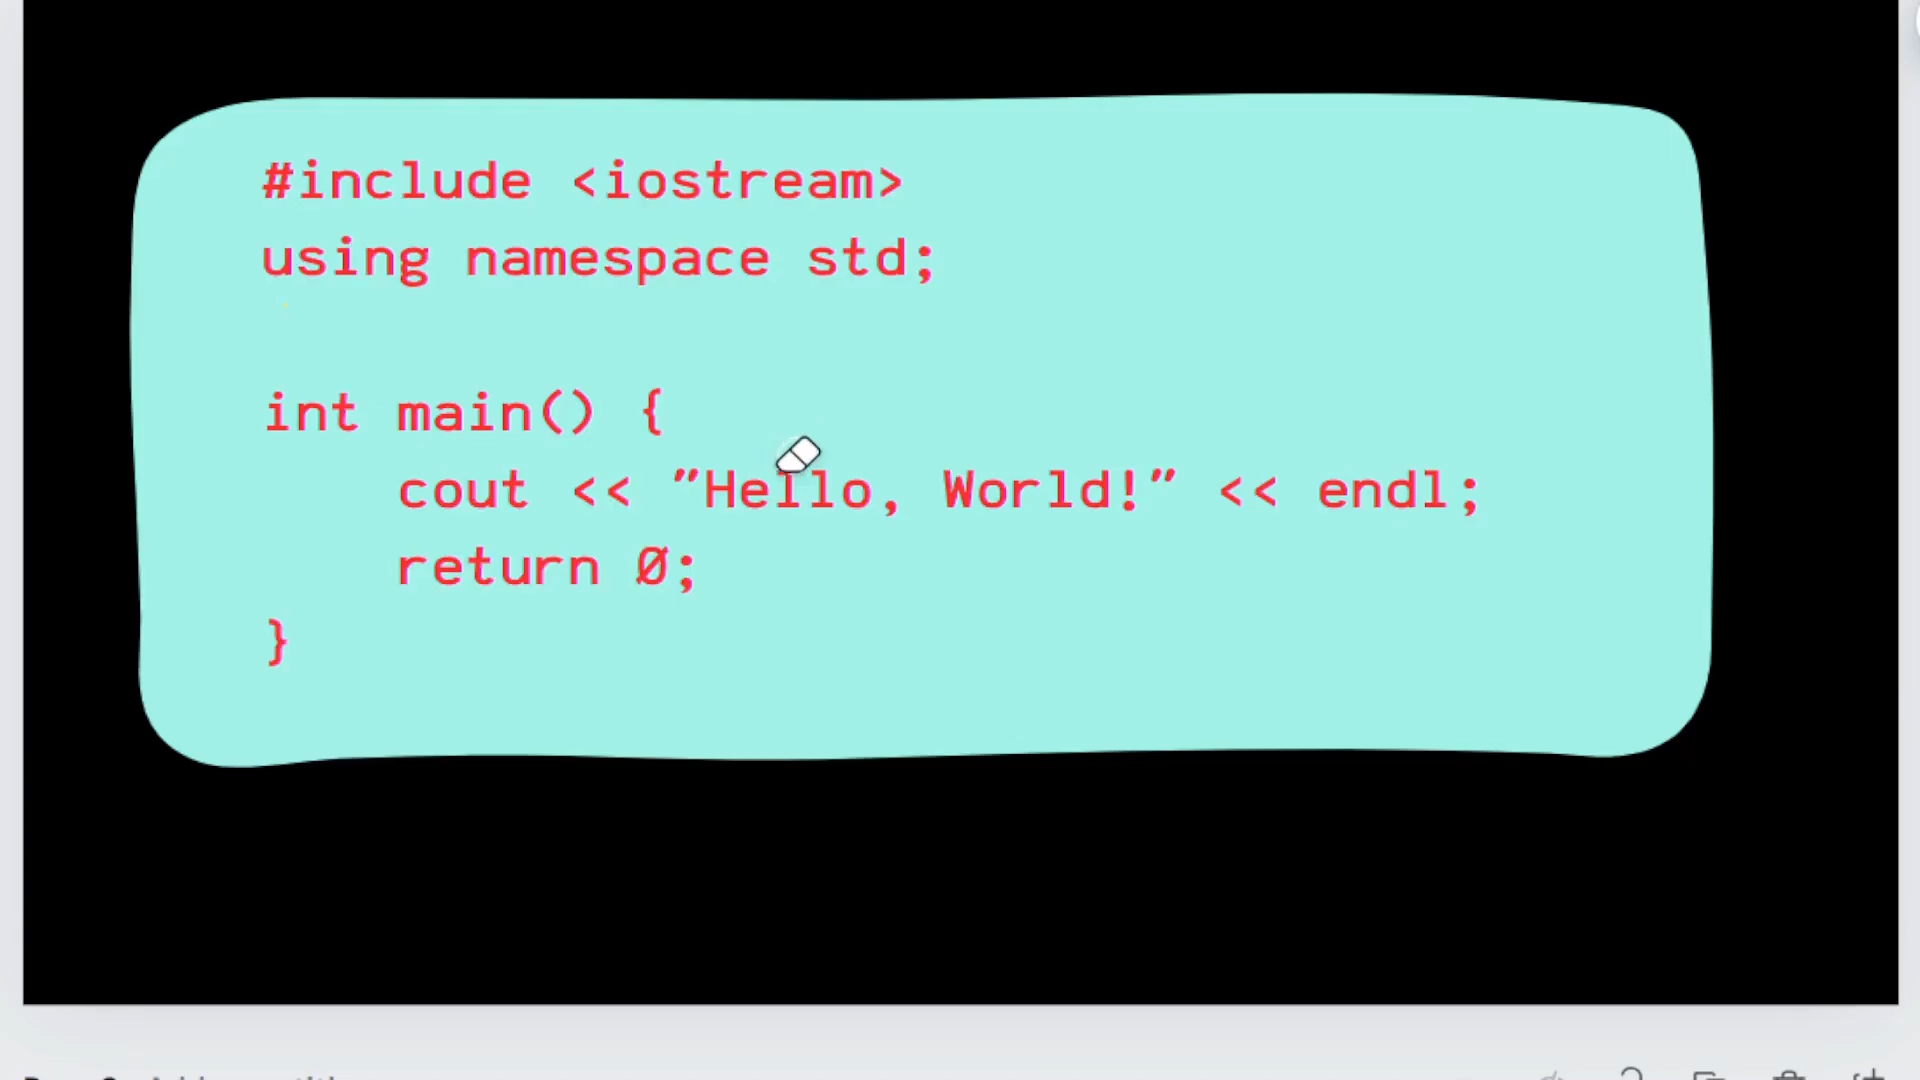 #include <iostream>
using namespace std;
int main() {
cout << "Hello, World!" << endl;
return 0;
}